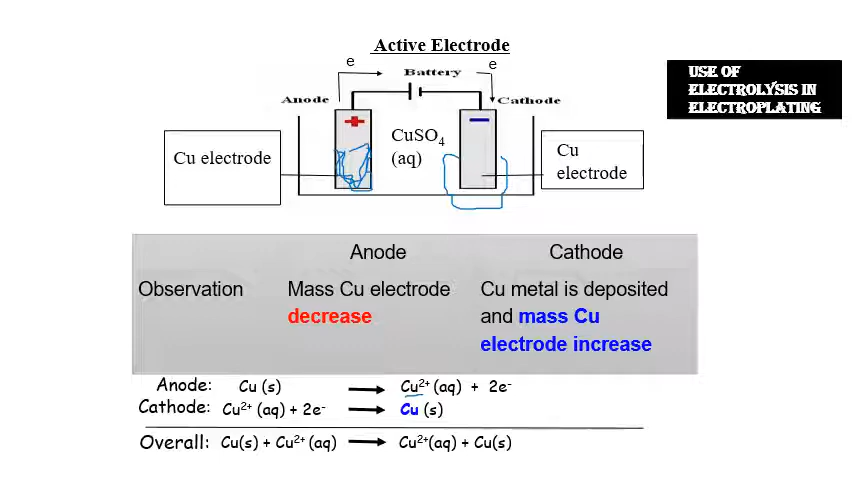 Active Electrode
e
e
Battery
Anode
Cathode
USE OF
ELECTROLYSIS IN
ELECTROPLATING
+
−
Cu electrode
CuSO₄
(aq)
Cu
electrode
Anode Cathode
Observation Mass Cu electrode Cu metal is deposited
decrease and mass Cu
electrode increase
Anode: Cu (s) → Cu²⁺ (aq) + 2e⁻
Cathode: Cu²⁺ (aq) + 2e⁻ → Cu (s)
Overall: Cu(s) + Cu²⁺ (aq) → Cu²⁺(aq) + Cu(s)